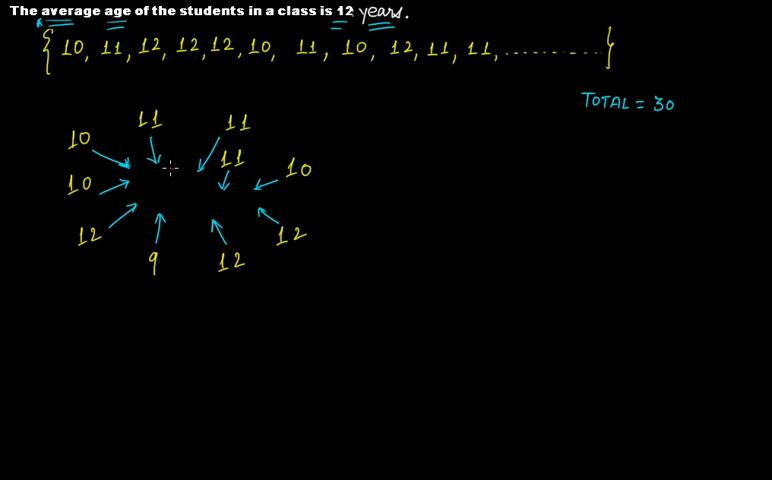 The average age of the students in a class is 12 years.
{ 10, 11, 12, 12, 12, 10, 11, 10, 12, 11, 11, ............ }
TOTAL = 30
11 11
10
11
10
10
12 12
9 12